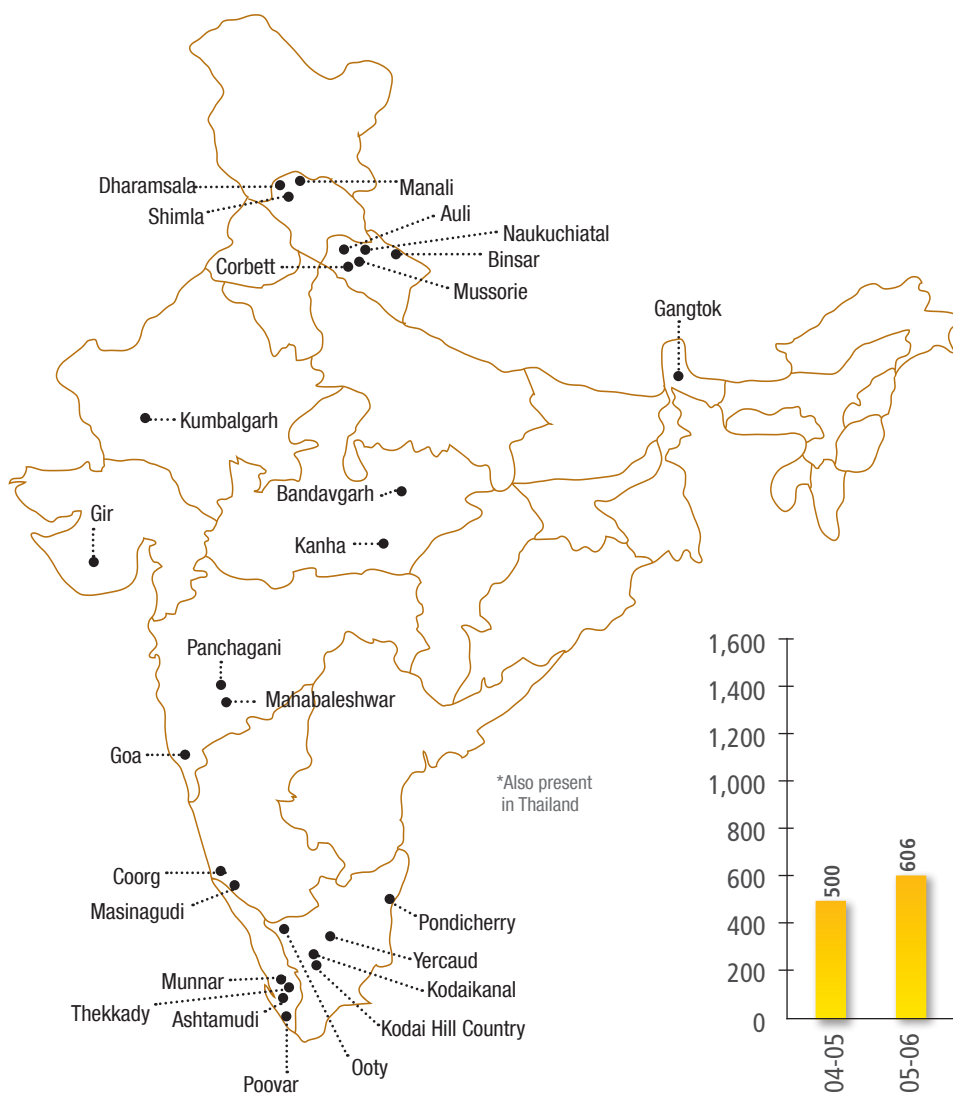 Dharamsala
Manali
Shimla
Auli
Naukuchiatal
Corbett
Binsar
Mussorie
Gangtok
Kumbalgarh
Bandavgarh
Gir
Kanha
Panchagani
Mahabaleshwar
Goa
*Also present
in Thailand
Coorg
Masinagudi
Pondicherry
Yercaud
Munnar
Kodaikanal
Thekkady
Ashtamudi
Kodai Hill Country
Ooty
Poovar
1,600
1,400
1,200
1,000
800
600
400
200
0
500
606
04-05
05-06